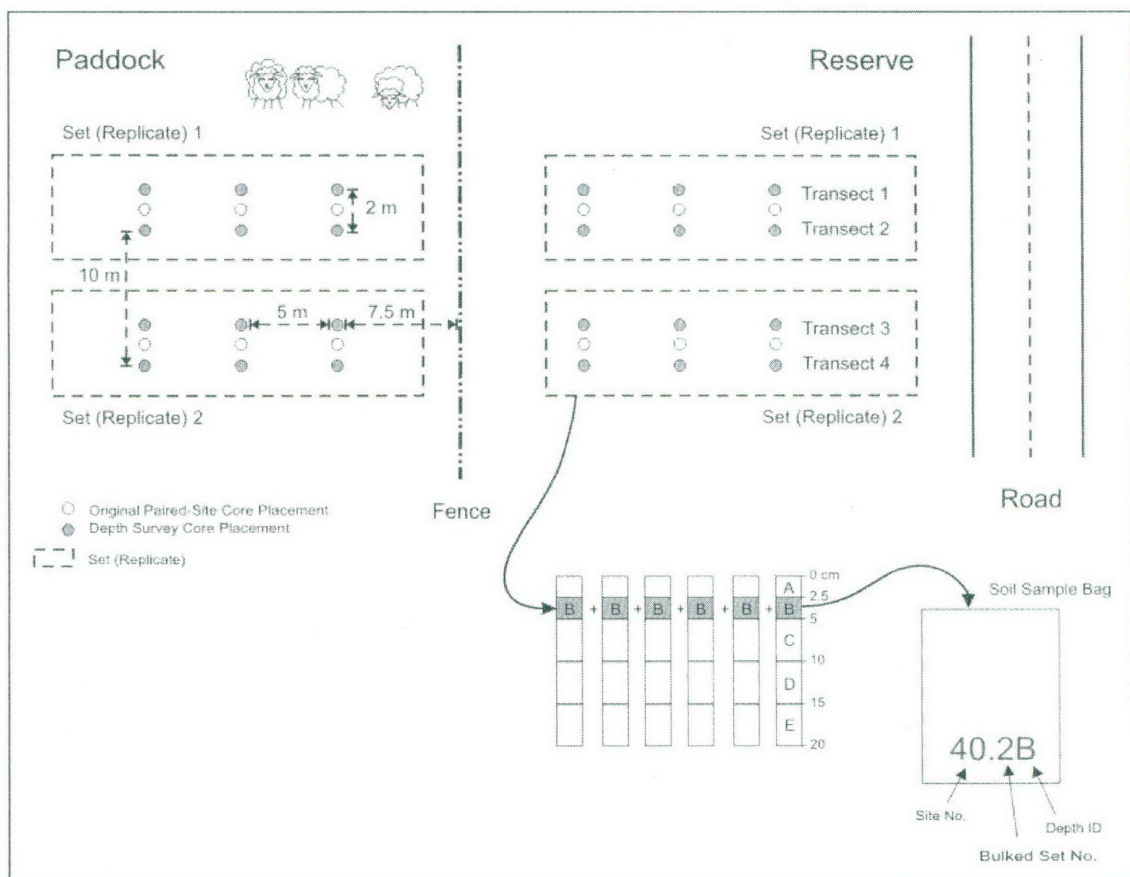 Paddock
Reserve
Set (Replicate) 1
Set (Replicate) 1
2 m
Transect 1
Transect 2
10 m
5 m
7.5 m
Transect 3
Transect 4
Set (Replicate) 2
Set (Replicate) 2
Original Paired-Site Core Placement
Depth Survey Core Placement
Set (Replicate)
Fence
Road
0 cm
A
2.5
B + B + B + B + B + B
5
C
10
D
15
E
20
Soil Sample Bag
40.2B
Site No.
Depth ID
Bulked Set No.